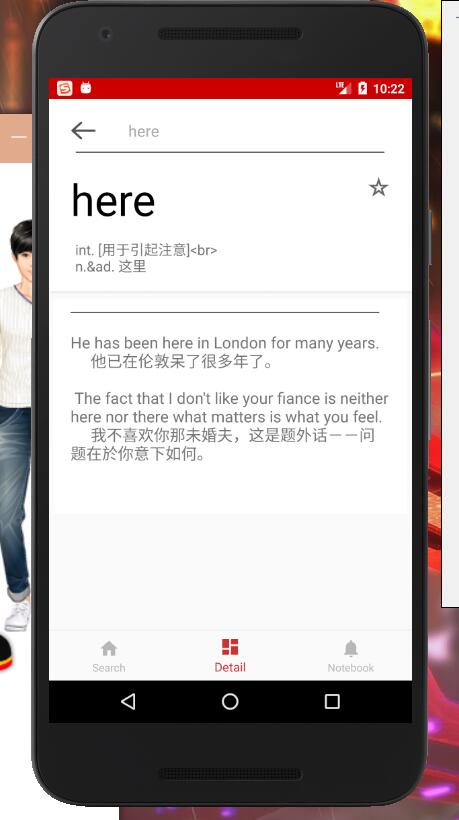 LTE 10:22
here
here
int. [用于引起注意]<br>
n.&ad. 这里
He has been here in London for many years.
他已在伦敦呆了很多年了。
The fact that I don't like your fiance is neither
here nor there what matters is what you feel.
我不喜欢你那未婚夫，这是题外话－－问
题在於你意下如何。
Search
Detail
Notebook